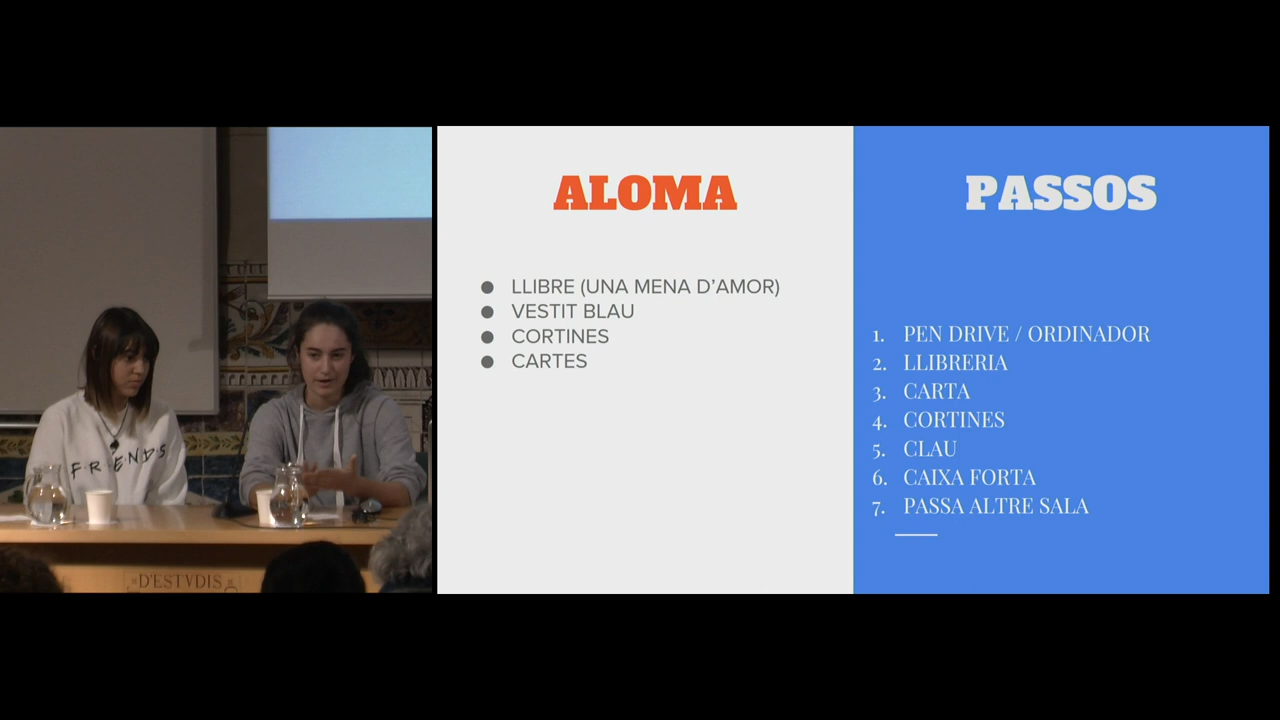 FRIENDS
D'ESTVDIS
ALOMA
● LLIBRE (UNA MENA D'AMOR)
● VESTIT BLAU
● CORTINES
● CARTES
PASSOS
1. PEN DRIVE / ORDINADOR
2. LLIBRERIA
3. CARTA
4. CORTINES
5. CLAU
6. CAIXA FORTA
7. PASSA ALTRE SALA